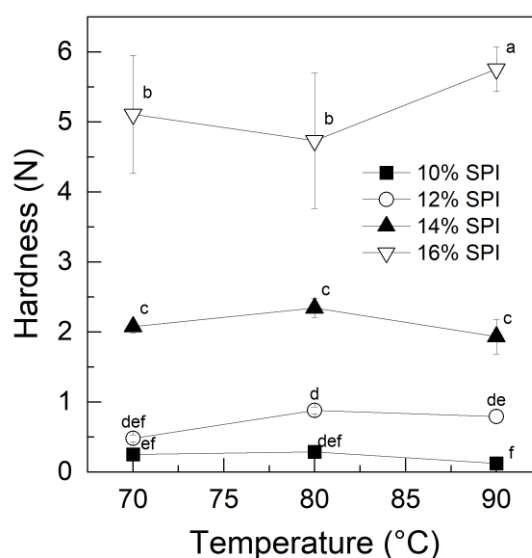 Hardness (N)
6
5
4
3
2
1
0
a
b
b
10% SPI
12% SPI
14% SPI
16% SPI
c
c
c
def
d
de
ef
def
f
70
75
80
85
90
Temperature (°C)